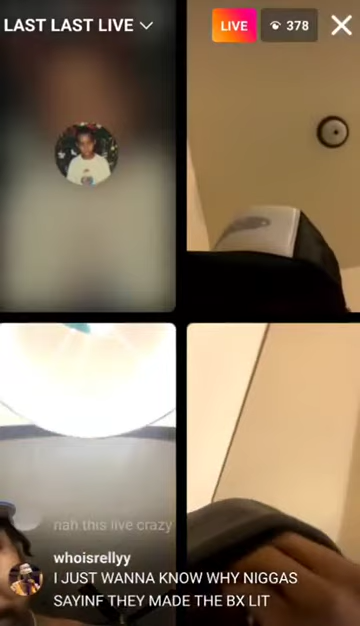 LAST LAST LIVE
LIVE
378
nah this live crazy
whoisrellyy
I JUST WANNA KNOW WHY NIGGAS
SAYINF THEY MADE THE BX LIT